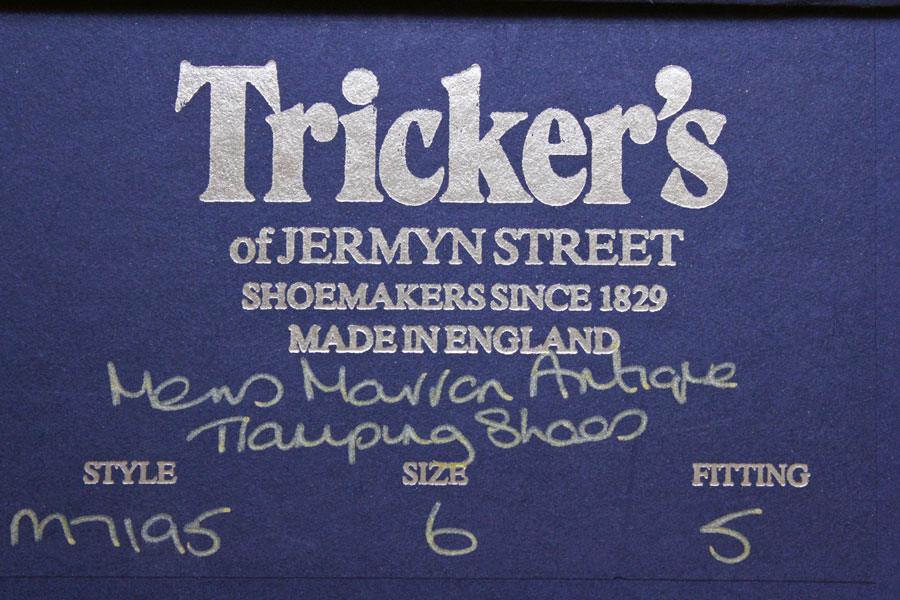 Tricker's
of JERMYN STREET
SHOEMAKERS SINCE 1829
MADE IN ENGLAND
Mens Marron Antique
Tramping Shoes
STYLE SIZE FITTING
M7195 6 5